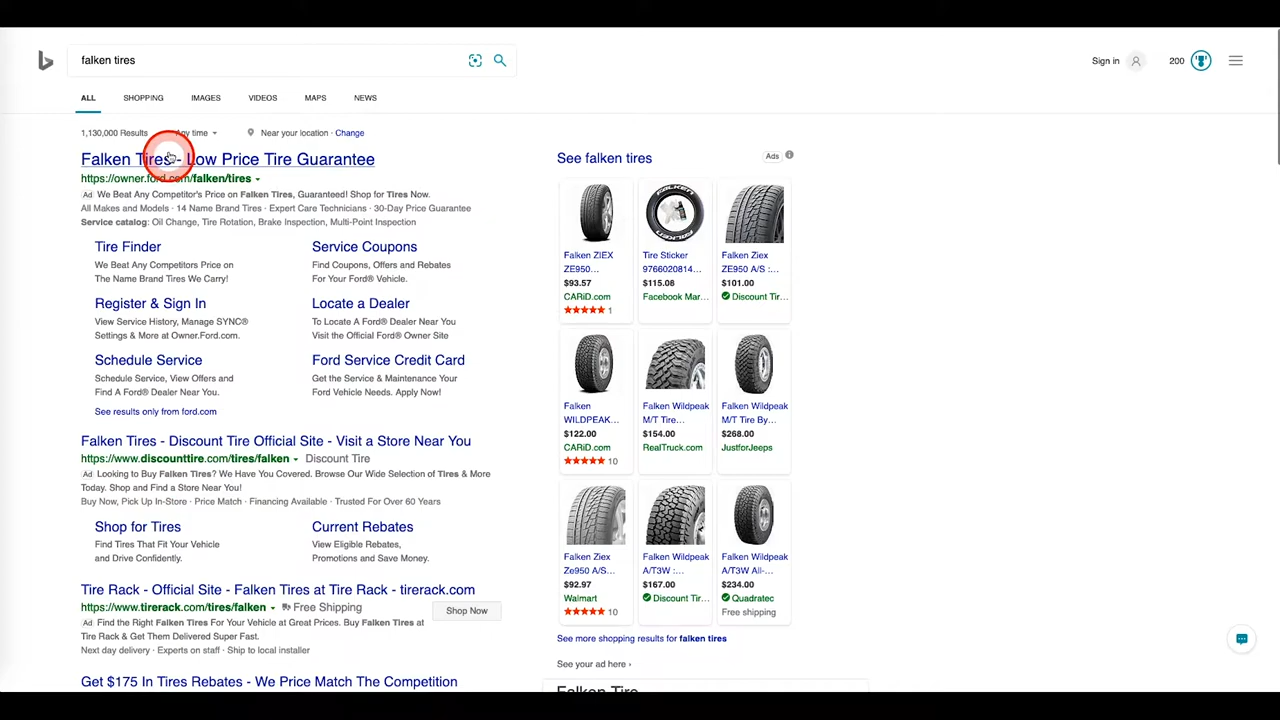 falken tires
Sign in
200
ALL
SHOPPING
IMAGES
VIDEOS
MAPS
NEWS
1,130,000 Results
Any time
Near your location · Change
Falken Tires - Low Price Tire Guarantee
https://owner.ford.com/falken/tires
Ad We Beat Any Competitor's Price on Falken Tires, Guaranteed! Shop for Tires Now.
All Makes and Models · 14 Name Brand Tires · Expert Care Technicians · 30-Day Price Guarantee
Service catalog: Oil Change, Tire Rotation, Brake Inspection, Multi-Point Inspection
Tire Finder
We Beat Any Competitors Price on
The Name Brand Tires We Carry!
Service Coupons
Find Coupons, Offers and Rebates
For Your Ford® Vehicle.
Register & Sign In
View Service History, Manage SYNC®
Settings & More at Owner.Ford.com.
Locate a Dealer
To Locate A Ford® Dealer Near You
Visit the Official Ford® Owner Site
Schedule Service
Schedule Service, View Offers and
Find A Ford® Dealer Near You.
Ford Service Credit Card
Get the Service & Maintenance Your
Ford Vehicle Needs. Apply Now!
See results only from ford.com
Falken Tires - Discount Tire Official Site - Visit a Store Near You
https://www.discounttire.com/tires/falken
Discount Tire
Ad Looking to Buy Falken Tires? We Have You Covered. Browse Our Wide Selection of Tires & More
Today. Shop and Find a Store Near You!
Buy Now, Pick Up In-Store · Price Match · Financing Available · Trusted For Over 60 Years
Shop for Tires
Find Tires That Fit Your Vehicle
and Drive Confidently.
Current Rebates
View Eligible Rebates,
Promotions and Save Money.
Tire Rack - Official Site - Falken Tires at Tire Rack - tirerack.com
https://www.tirerack.com/tires/falken
Free Shipping
Ad Find the Right Falken Tires For Your Vehicle at Great Prices. Buy Falken Tires at
Tire Rack & Get Them Delivered Super Fast.
Next day delivery · Experts on staff · Ship to local installer
Shop Now
Get $175 In Tires Rebates - We Price Match The Competition
See falken tires
Ads
FALKEN
Falken ZIEX
ZE950...
$93.57
CARiD.com
1
Tire Sticker
9766020814...
$115.08
Facebook Mar...
Falken Ziex
ZE950 A/S :...
$101.00
Discount Tir...
Falken
WILDPEAK...
$122.00
CARiD.com
10
Falken Wildpeak
M/T Tire...
$154.00
RealTruck.com
Falken Wildpeak
M/T Tire By...
$268.00
JustforJeeps
Falken Ziex
Ze950 A/S...
$92.97
Walmart
10
Falken Wildpeak
A/T3W :...
$167.00
Discount Tir...
Falken Wildpeak
A/T3W All-...
$234.00
Quadratec
Free shipping
See more shopping results for falken tires
See your ad here ›
Falken Tire